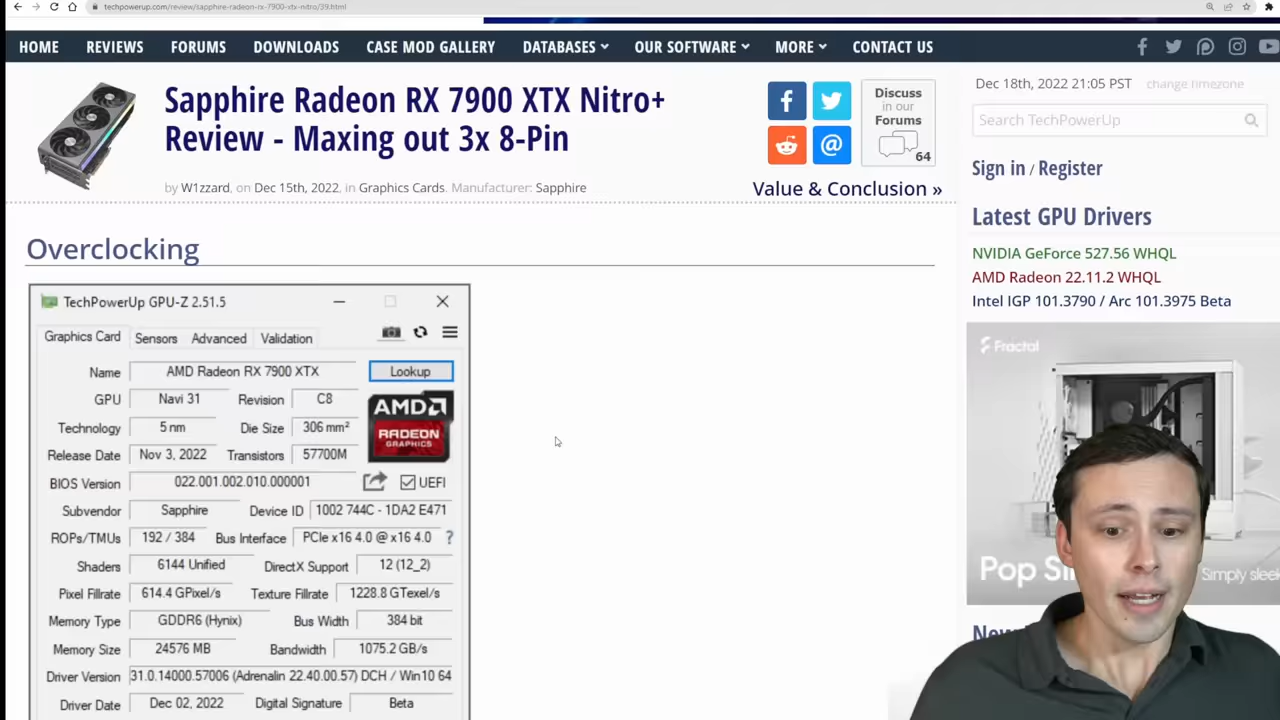 techpowerup.com/review/sapphire-radeon-rx-7900-xtx-nitro/39.html
HOME REVIEWS FORUMS DOWNLOADS CASE MOD GALLERY DATABASES OUR SOFTWARE MORE CONTACT US
Sapphire Radeon RX 7900 XTX Nitro+
Review - Maxing out 3x 8-Pin
by W1zzard, on Dec 15th, 2022, in Graphics Cards. Manufacturer: Sapphire
Discuss
in our
Forums
64
Value & Conclusion »
Dec 18th, 2022 21:05 PST change timezone
Search TechPowerUp
Sign in / Register
Latest GPU Drivers
NVIDIA GeForce 527.56 WHQL
AMD Radeon 22.11.2 WHQL
Intel IGP 101.3790 / Arc 101.3975 Beta
Overclocking
TechPowerUp GPU-Z 2.51.5
Graphics Card Sensors Advanced Validation
Name AMD Radeon RX 7900 XTX Lookup
GPU Navi 31 Revision C8
AMD
RADEON
GRAPHICS
Technology 5 nm Die Size 306 mm²
Release Date Nov 3, 2022 Transistors 57700M
BIOS Version 022.001.002.010.000001 UEFI
Subvendor Sapphire Device ID 1002 744C - 1DA2 E471
ROPs/TMUs 192 / 384 Bus Interface PCIe x16 4.0 @ x16 4.0 ?
Shaders 6144 Unified DirectX Support 12 (12_2)
Pixel Fillrate 614.4 GPixel/s Texture Fillrate 1228.8 GTexel/s
Memory Type GDDR6 (Hynix) Bus Width 384 bit
Memory Size 24576 MB Bandwidth 1075.2 GB/s
Driver Version 31.0.14000.57006 (Adrenalin 22.40.00.57) DCH / Win10 64
Driver Date Dec 02, 2022 Digital Signature Beta
Fractal
Pop
Simply sleek